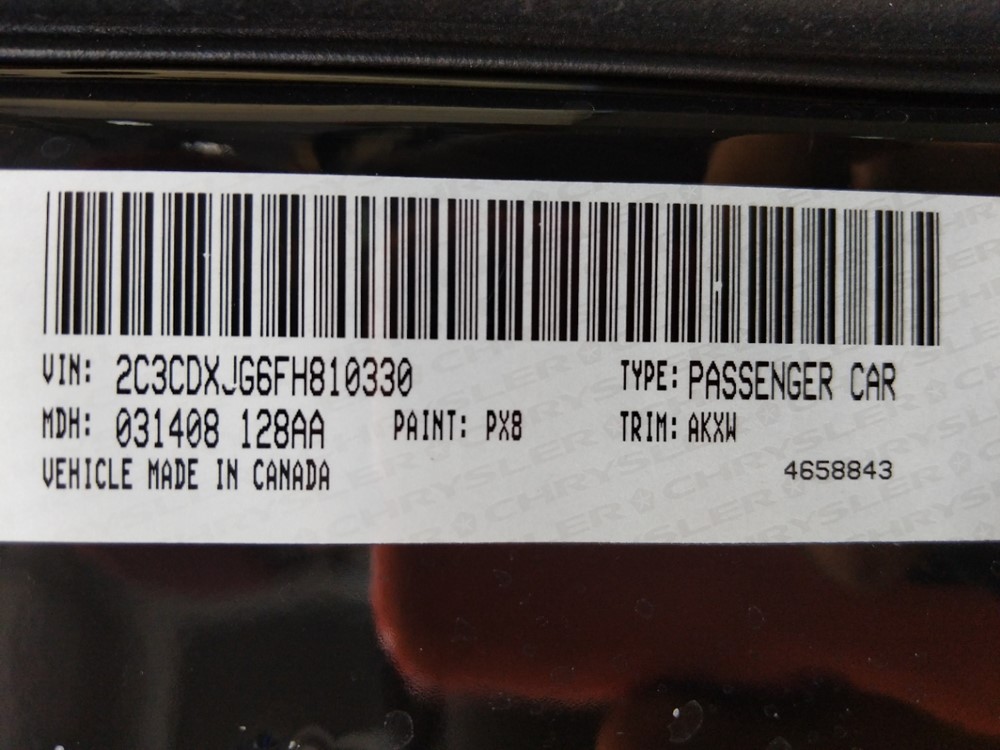 VIN: 2C3CDXJG6FH810330 TYPE: PASSENGER CAR
MDH: 031408 128AA PAINT: PX8 TRIM: AKXW
VEHICLE MADE IN CANADA 4658843